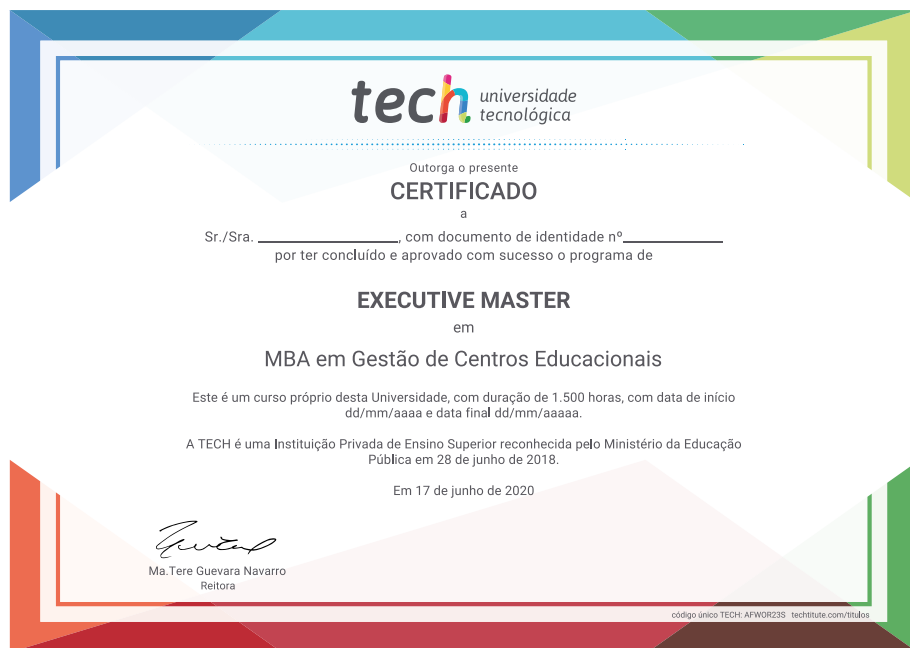 tech universidade
tecnológica
Outorga o presente
CERTIFICADO
a
Sr./Sra. ____________________, com documento de identidade nº______________
por ter concluído e aprovado com sucesso o programa de
EXECUTIVE MASTER
em
MBA em Gestão de Centros Educacionais
Este é um curso próprio desta Universidade, com duração de 1.500 horas, com data de início
dd/mm/aaaa e data final dd/mm/aaaaa.
A TECH é uma Instituição Privada de Ensino Superior reconhecida pelo Ministério da Educação
Pública em 28 de junho de 2018.
Em 17 de junho de 2020
Ma.Tere Guevara Navarro
Reitora
código único TECH: AFWOR23S techtitute.com/titulos